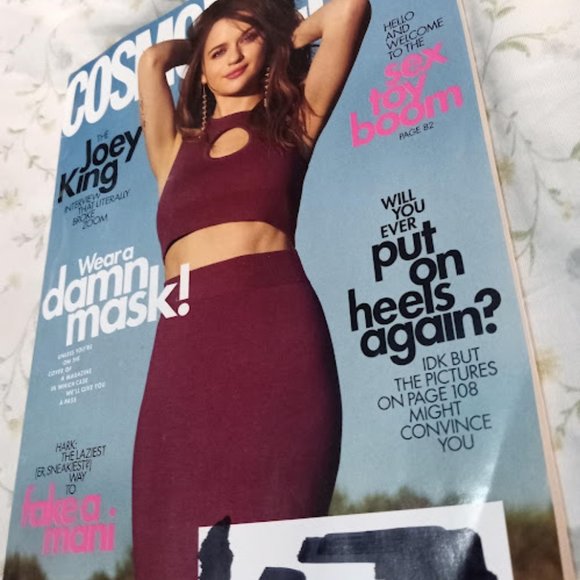 COSMO
THE
Joey
King
INTERVIEW
THAT LITERALLY
BROKE
ZOOM
Wear a
damn
mask!
UNLESS YOU'RE
ON THE
COVER OF
A MAGAZINE
IN WHICH CASE
WE'LL GIVE YOU
A PASS
HARK:
THE LAZIEST
(ER, SNEAKIEST?)
WAY
TO
fake a
mani
HELLO
AND
WELCOME
TO THE
sex
toy
boom
PAGE 82
WILL
YOU
EVER
put
on
heels
again?
IDK BUT
THE PICTURES
ON PAGE 108
MIGHT
CONVINCE
YOU